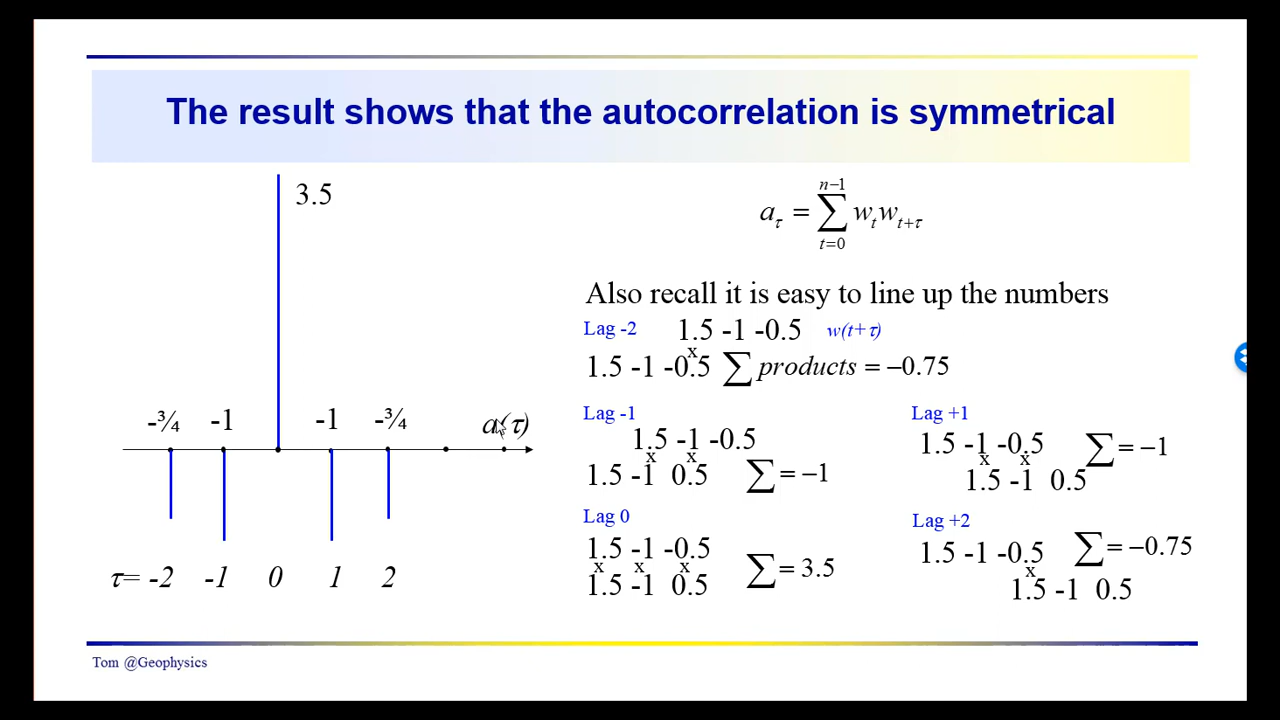 The result shows that the autocorrelation is symmetrical
3.5
-¾ -1 -1 -¾ a(τ)
τ= -2 -1 0 1 2
n−1
a_τ = ∑ w_t w_{t+τ}
t=0
Also recall it is easy to line up the numbers
Lag -2 1.5 -1 -0.5 w(t+τ)
x
1.5 -1 -0.5 ∑ products = −0.75
Lag -1
1.5 -1 -0.5
x x
1.5 -1 0.5 ∑ = −1
Lag 0
1.5 -1 -0.5
x x x
1.5 -1 0.5 ∑ = 3.5
Lag +1
1.5 -1 -0.5 ∑ = −1
x x
1.5 -1 0.5
Lag +2
1.5 -1 -0.5 ∑ = −0.75
x
1.5 -1 0.5
Tom @Geophysics